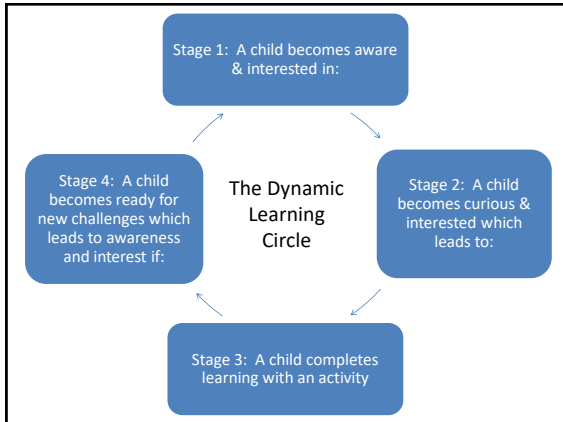 Stage 1:  A child becomes aware
& interested in:
Stage 2:  A child
becomes curious &
interested which
leads to:
Stage 3:  A child completes
learning with an activity
Stage 4:  A child
becomes ready for
new challenges which
leads to awareness
and interest if:
The Dynamic
Learning
Circle